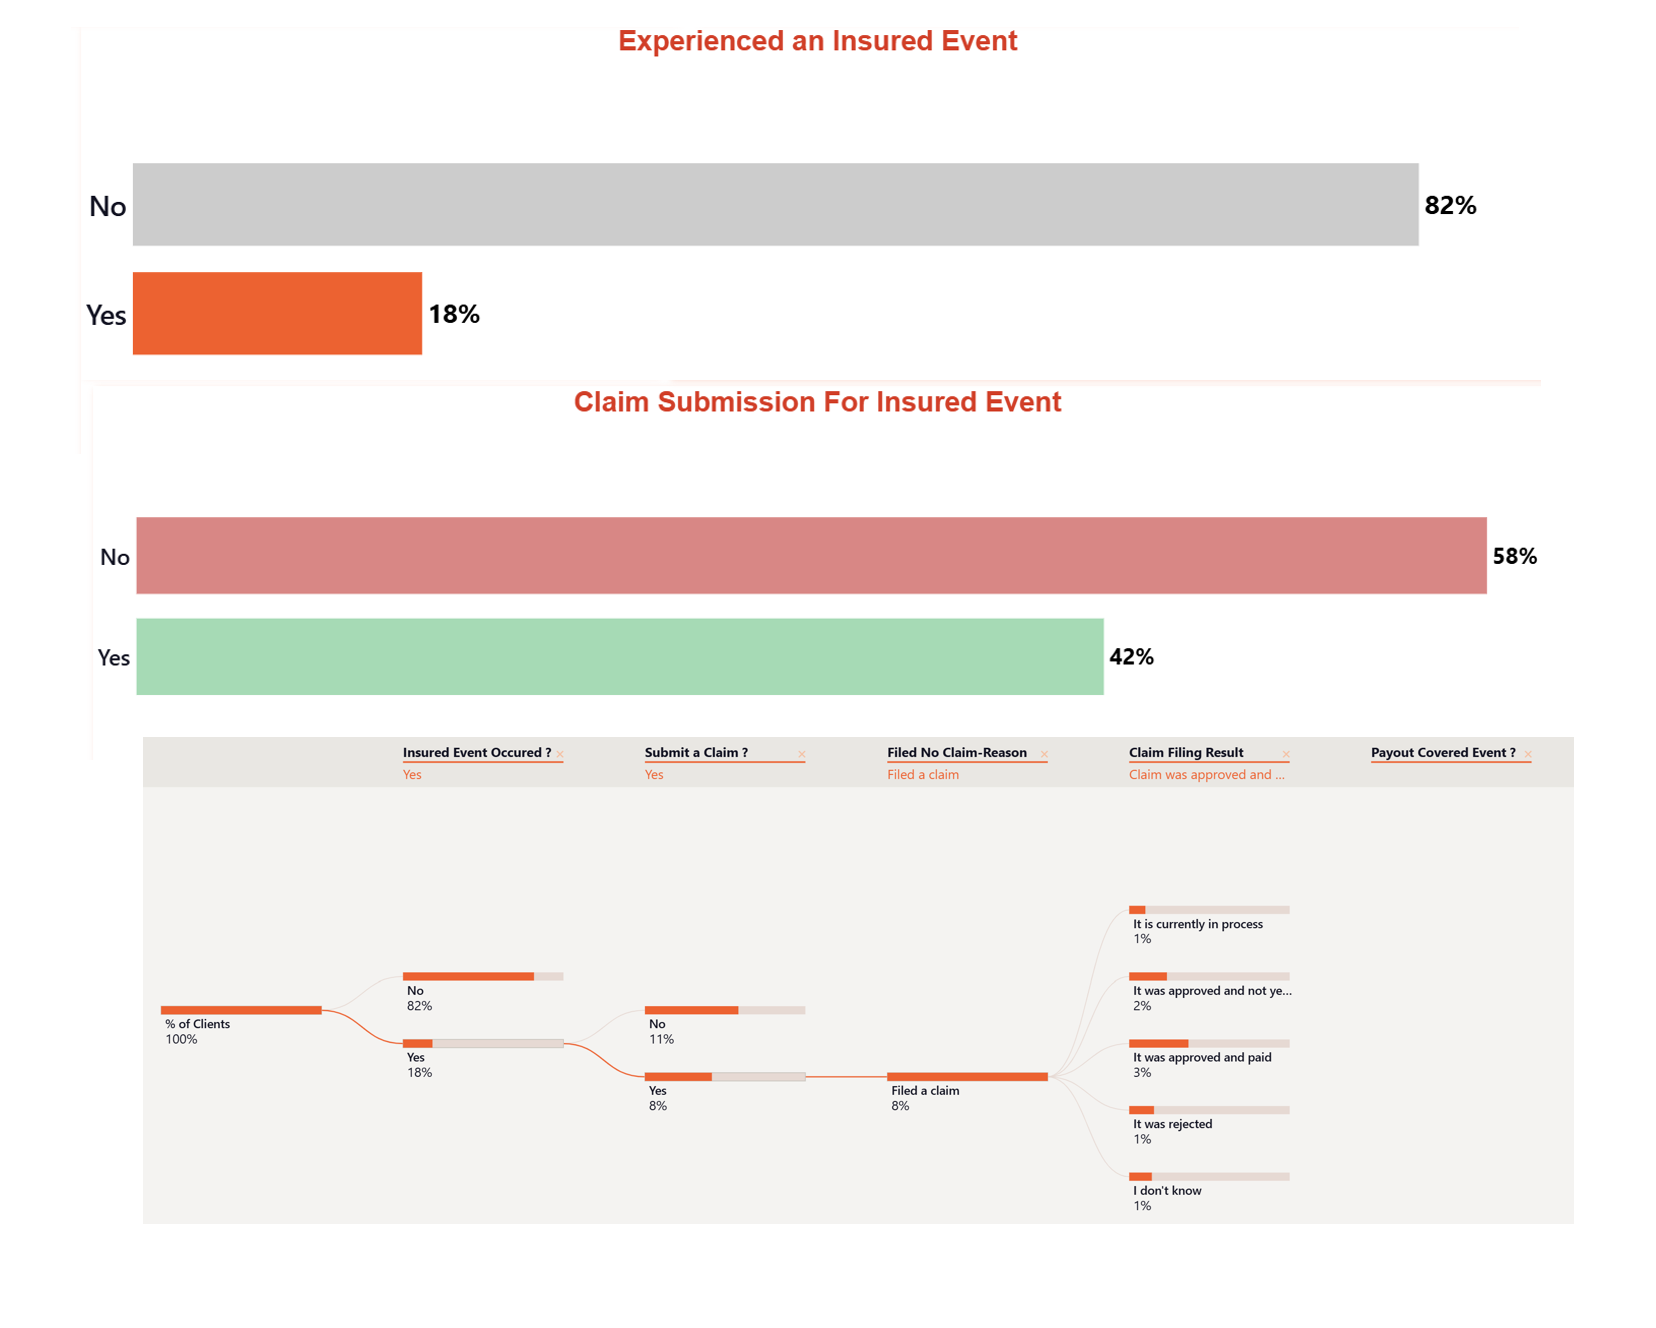 Experienced an Insured Event
No 82%
Yes 18%
Claim Submission For Insured Event
No 58%
Yes 42%
Insured Event Occured ? × Submit a Claim ? × Filed No Claim-Reason × Claim Filing Result × Payout Covered Event ? ×
Yes Yes Filed a claim Claim was approved and ...
% of Clients
100%
No
82%
Yes
18%
No
11%
Yes
8%
Filed a claim
8%
It is currently in process
1%
It was approved and not ye...
2%
It was approved and paid
3%
It was rejected
1%
I don't know
1%